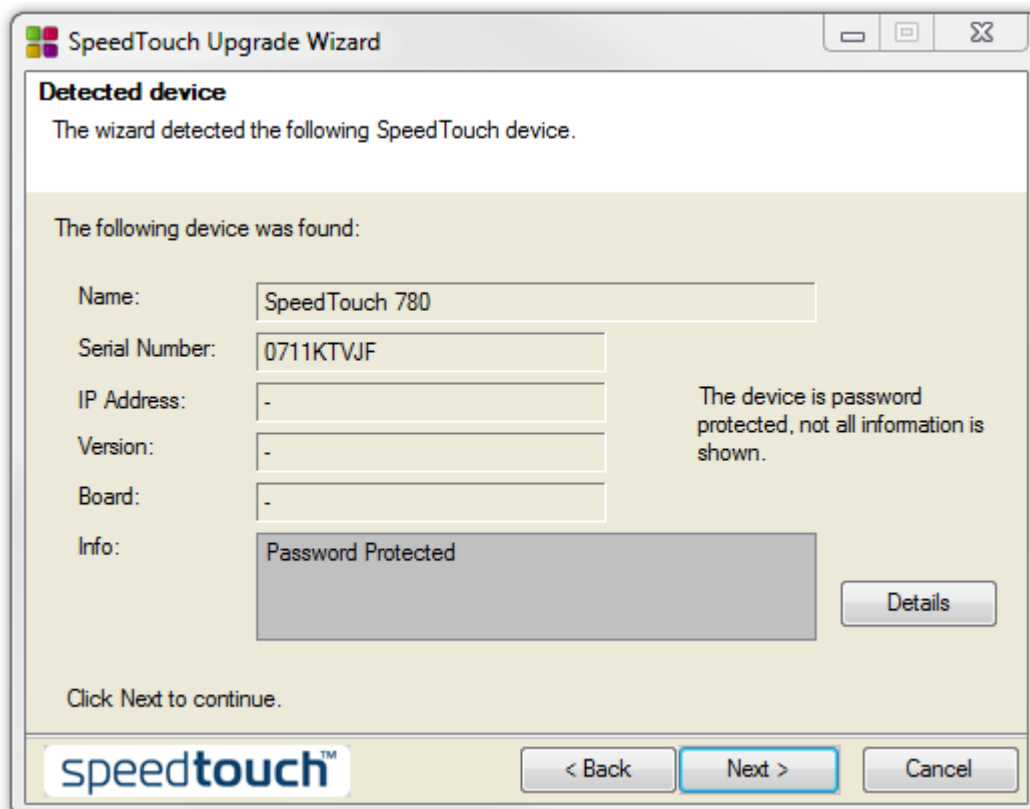 SpeedTouch Upgrade Wizard
Detected device
The wizard detected the following SpeedTouch device.
The following device was found:
Name: SpeedTouch 780
Serial Number: 0711KTVJF
IP Address: -
Version: -
Board: -
The device is password
protected, not all information is
shown.
Info: Password Protected
Details
Click Next to continue.
speedtouch™
< Back Next > Cancel